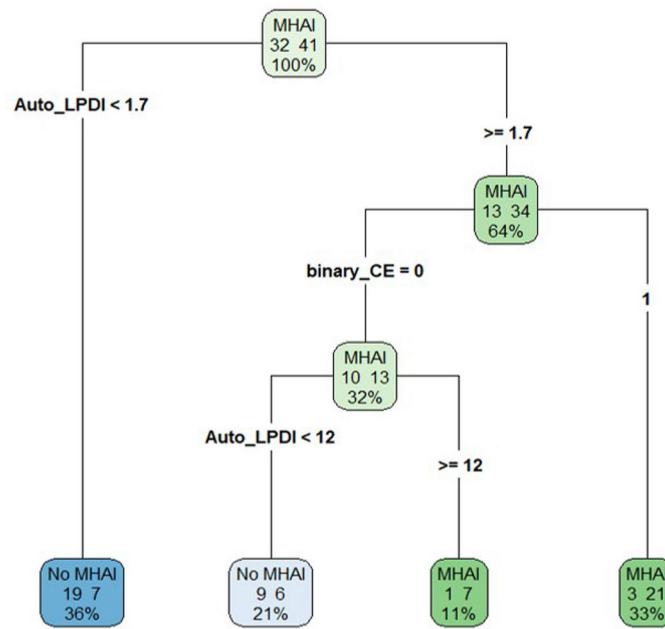 MHAI
32 41
100%
Auto_LPDI < 1.7
>= 1.7
MHAI
13 34
64%
binary_CE = 0
1
MHAI
10 13
32%
Auto_LPDI < 12
>= 12
No MHAI
19 7
36%
No MHAI
9 6
21%
MHAI
1 7
11%
MHAI
3 21
33%